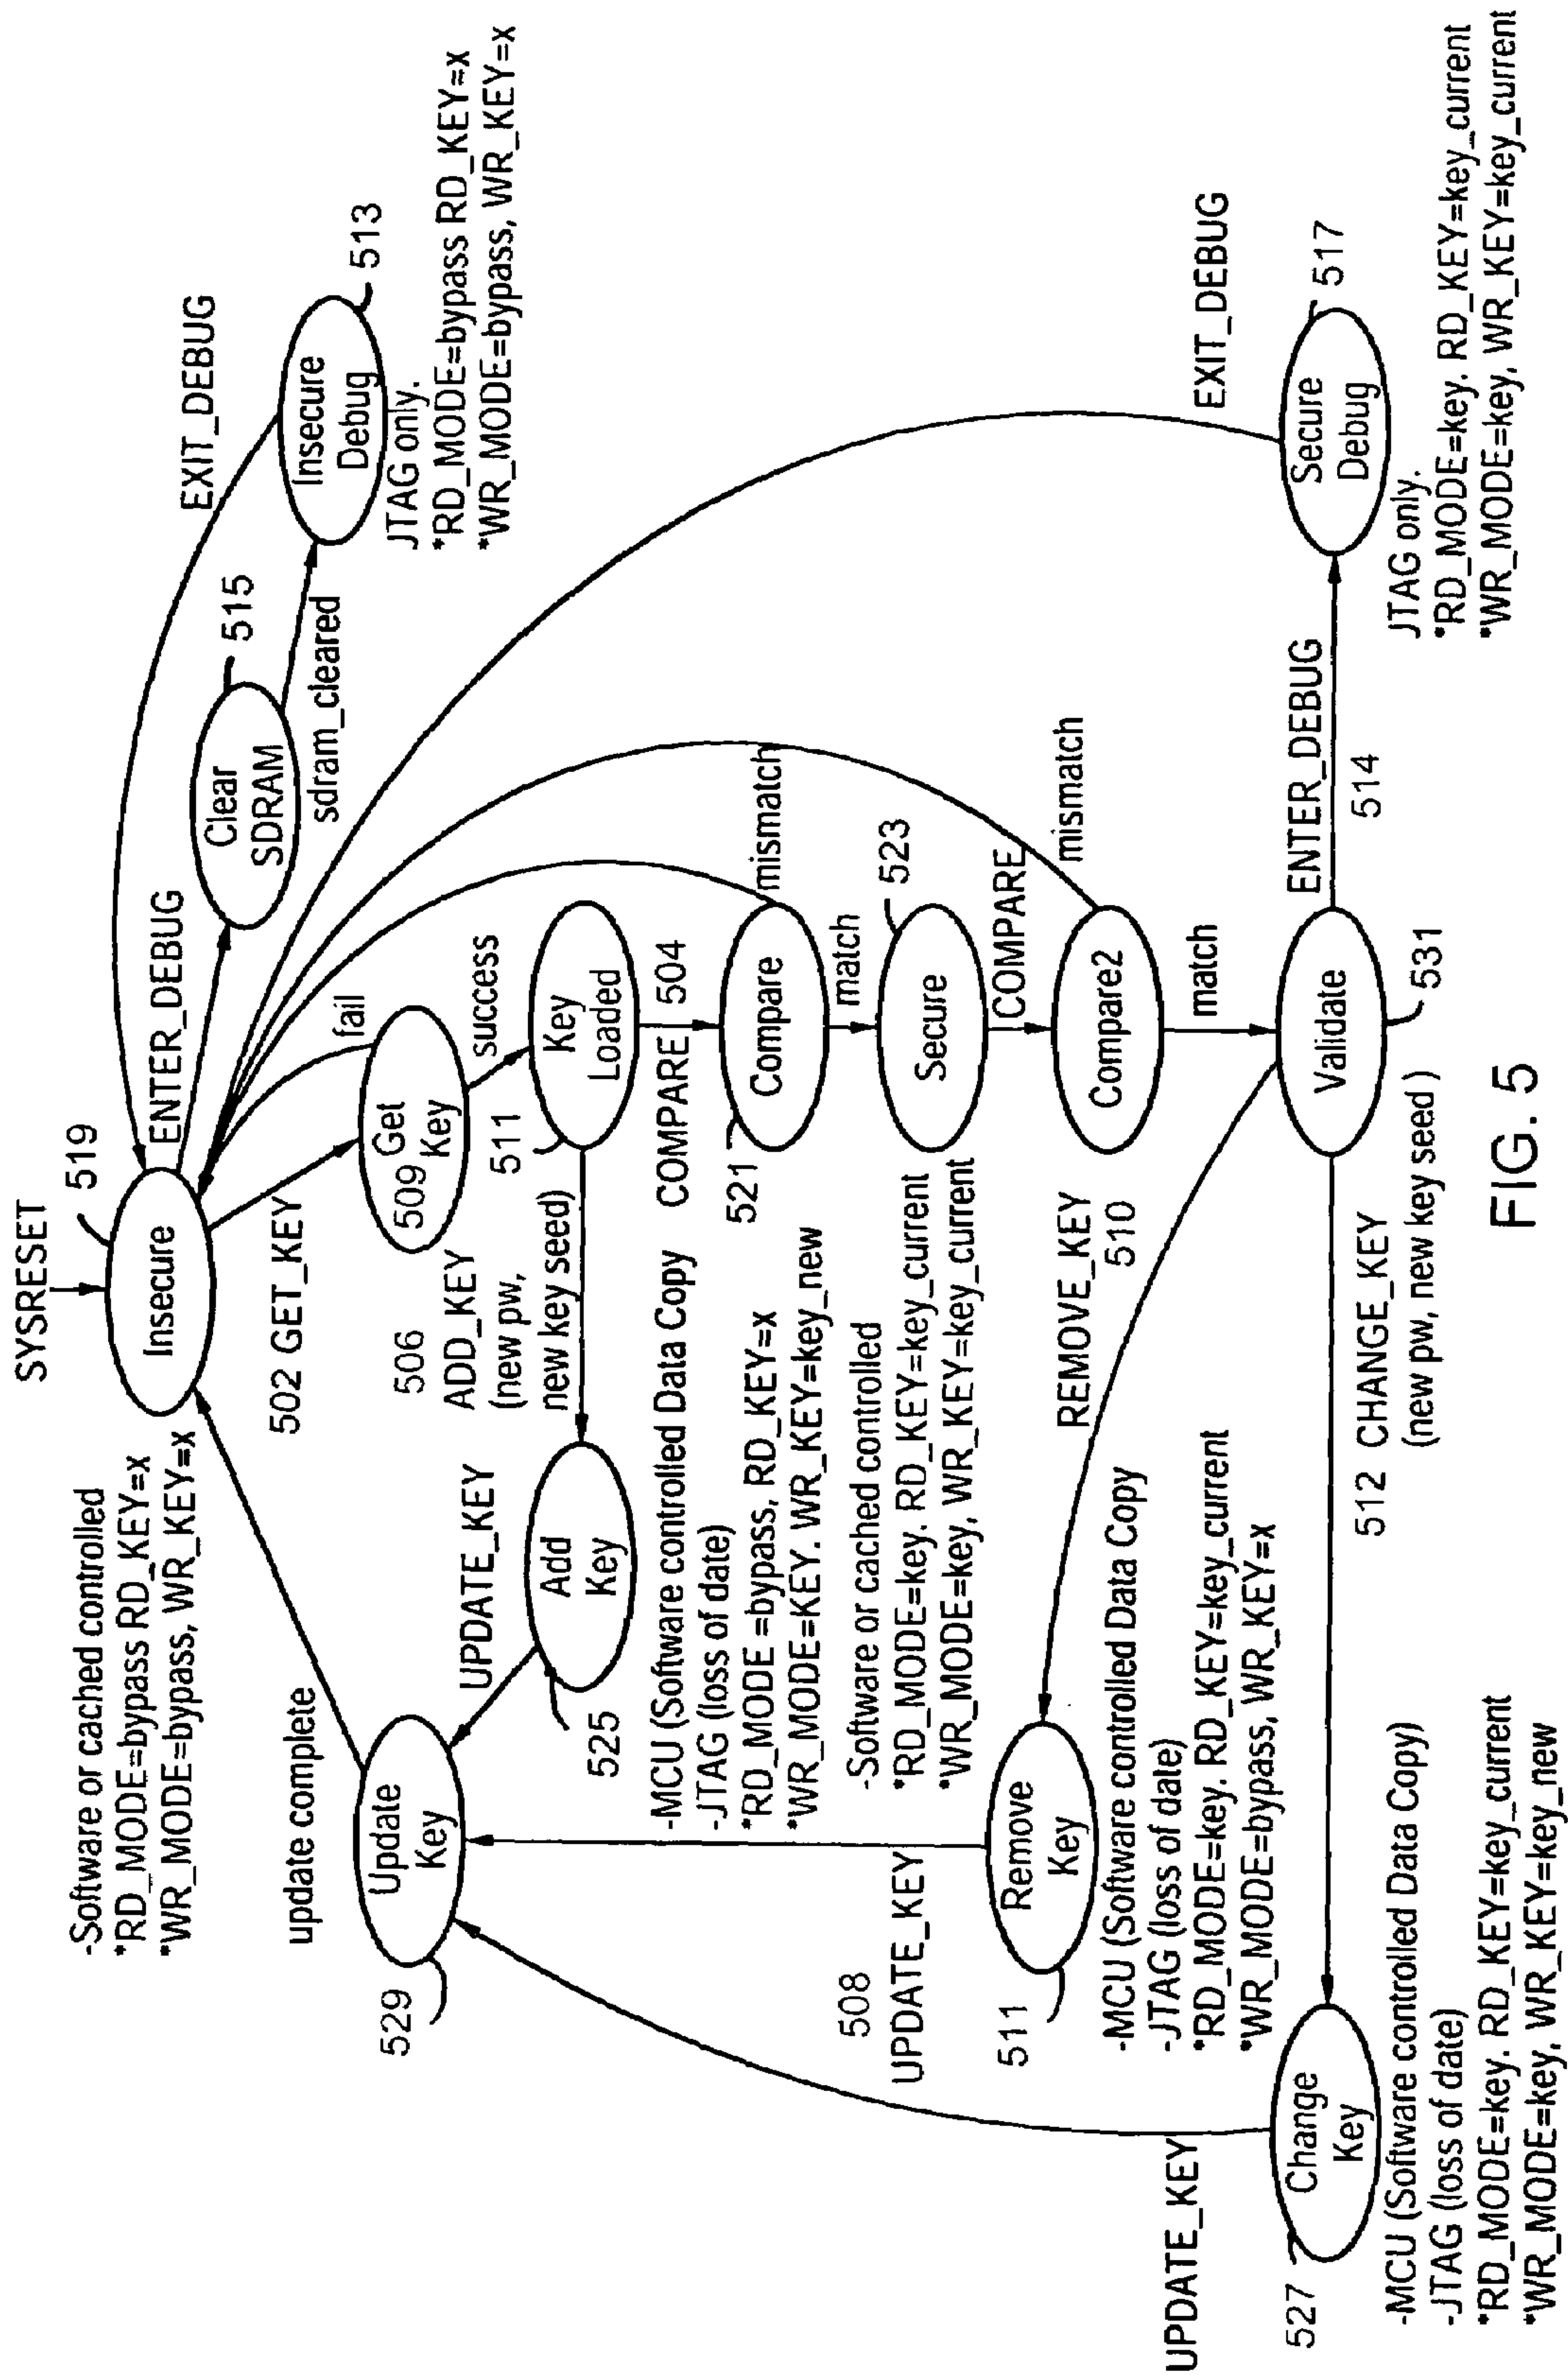 SYSRESET
519
Insecure
-Software or cached controlled
*RD_MODE=bypass RD_KEY=x
*WR_MODE=bypass, WR_KEY=x
EXIT_DEBUG
ENTER_DEBUG
Clear
SDRAM
515
sdram_cleared
Insecure
Debug
513
JTAG only.
*RD_MODE=bypass RD_KEY=x
*WR_MODE=bypass, WR_KEY=x
update complete
502 GET_KEY
fail
509 Get
Key
success
Update
Key
529
UPDATE_KEY
506
ADD_KEY
(new pw,
new key seed)
511
Key
Loaded
Add
Key
525
COMPARE 504
-MCU (Software controlled Data Copy
-JTAG (loss of date)
*RD_MODE =bypass, RD_KEY=x
*WR_MODE=KEY. WR_KEY=key_new
521
Compare
mismatch
match
-Software or cached controlled
*RD_MODE=key. RD_KEY=key_current
*WR_MODE=key, WR_KEY=key_current
Secure
523
COMPARE
508
UPDATE_KEY
Remove
Key
511
REMOVE_KEY
510
Compare2
mismatch
match
-MCU (Software controlled Data Copy
-JTAG (loss of date)
*RD_MODE=key. RD_KEY=key_current
*WR_MODE=bypass, WR_KEY=x
EXIT_DEBUG
UPDATE_KEY
Change
Key
527
Validate
531
ENTER_DEBUG
514
Secure
Debug
517
512 CHANGE_KEY
(new pw, new key seed )
JTAG only.
*RD_MODE=key. RD_KEY=key_current
*WR_MODE=key, WR_KEY=key_current
-MCU (Software controlled Data Copy)
-JTAG (loss of date)
*RD_MODE=key. RD_KEY=key_current
*WR_MODE=key, WR_KEY=key_new
FIG. 5